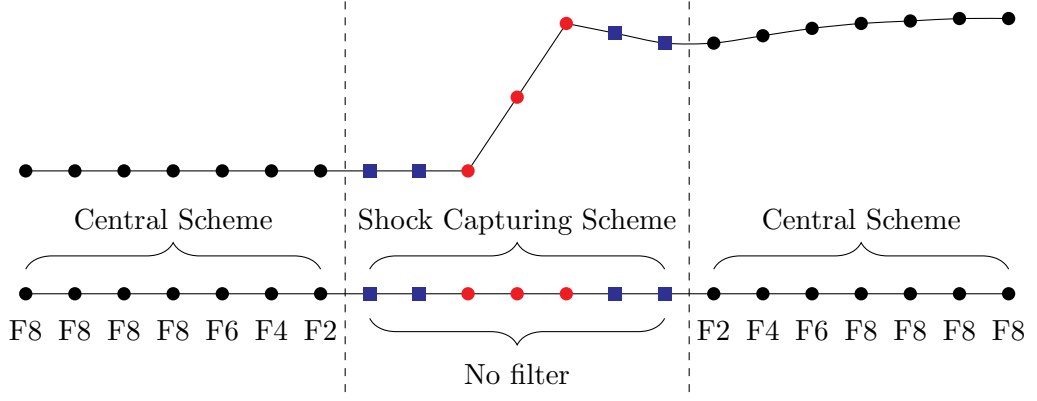 Central Scheme Shock Capturing Scheme Central Scheme
F8 F8 F8 F8 F6 F4 F2 F2 F4 F6 F8 F8 F8 F8
No filter